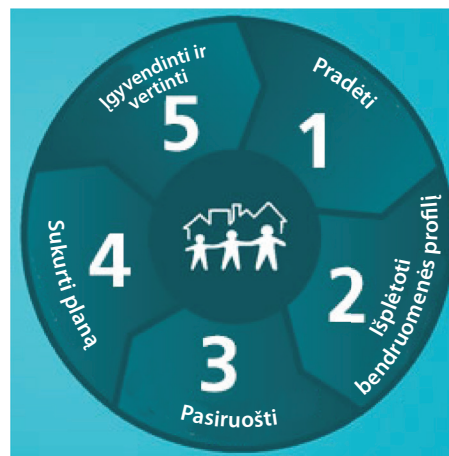 Pradėti
1
2
Išplėtoti
bendruomenės profilį
3
Pasiruošti
Sukurti planą
4
Įgyvendinti ir
vertinti
5